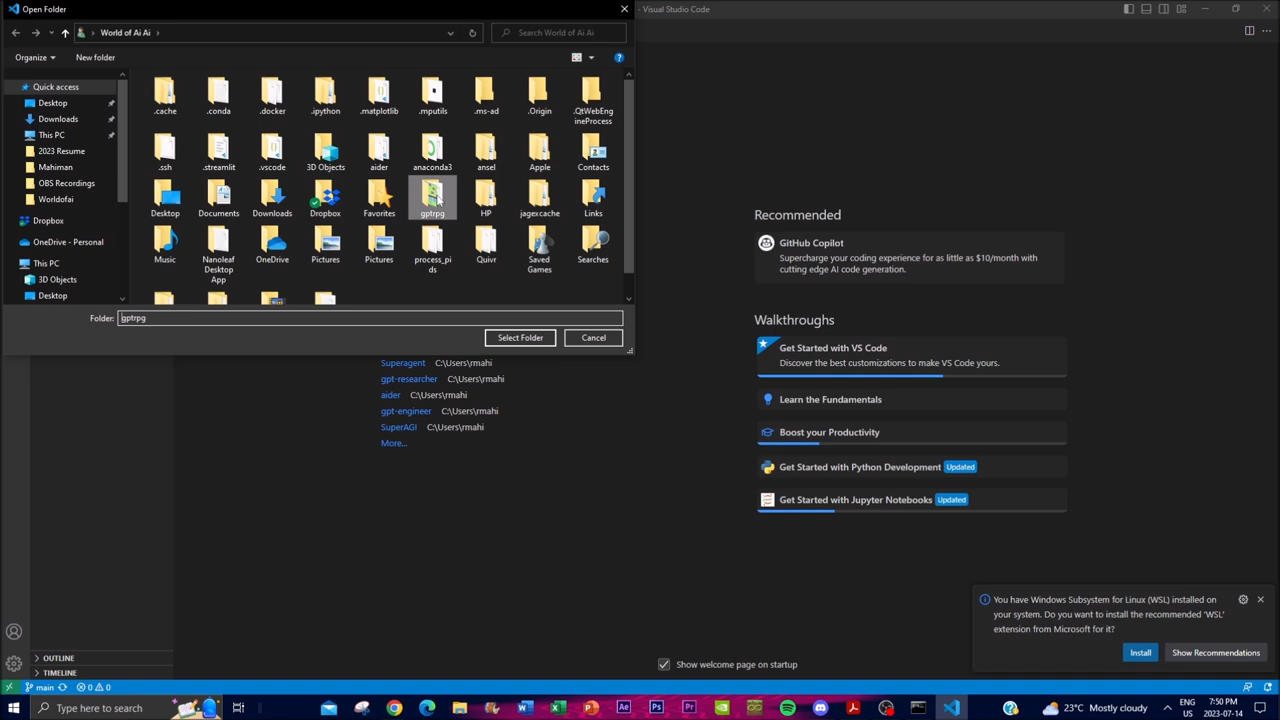 Open Folder
World of Ai Ai
Search World of Ai Ai
Organize
New folder
Quick access
Desktop
Downloads
This PC
2023 Resume
Mahiman
OBS Recordings
Worldofai
Dropbox
OneDrive - Personal
This PC
3D Objects
Desktop
.cache
.conda
.docker
.ipython
.matplotlib
.mputils
.ms-ad
.Origin
.QtWebEng
ineProcess
.ssh
.streamlit
.vscode
3D Objects
aider
anaconda3
ansel
Apple
Contacts
Desktop
Documents
Downloads
Dropbox
Favorites
gptrpg
HP
jagexcache
Links
Music
Nanoleaf
Desktop
App
OneDrive
Pictures
Pictures
process_pi
ds
Quivr
Saved
Games
Searches
Folder:
gptrpg
Select Folder
Cancel
- Visual Studio Code
Superagent C:\Users\rmahi
gpt-researcher C:\Users\rmahi
aider C:\Users\rmahi
gpt-engineer C:\Users\rmahi
SuperAGI C:\Users\rmahi
More...
Recommended
GitHub Copilot
Supercharge your coding experience for as little as $10/month with
cutting edge AI code generation.
Walkthroughs
Get Started with VS Code
Discover the best customizations to make VS Code yours.
Learn the Fundamentals
Boost your Productivity
Get Started with Python Development Updated
Get Started with Jupyter Notebooks Updated
You have Windows Subsystem for Linux (WSL) installed on
your system. Do you want to install the recommended 'WSL'
extension from Microsoft for it?
Install
Show Recommendations
OUTLINE
TIMELINE
Show welcome page on startup
main
0 0
Type here to search
23°C Mostly cloudy
ENG
US
7:50 PM
2023-07-14